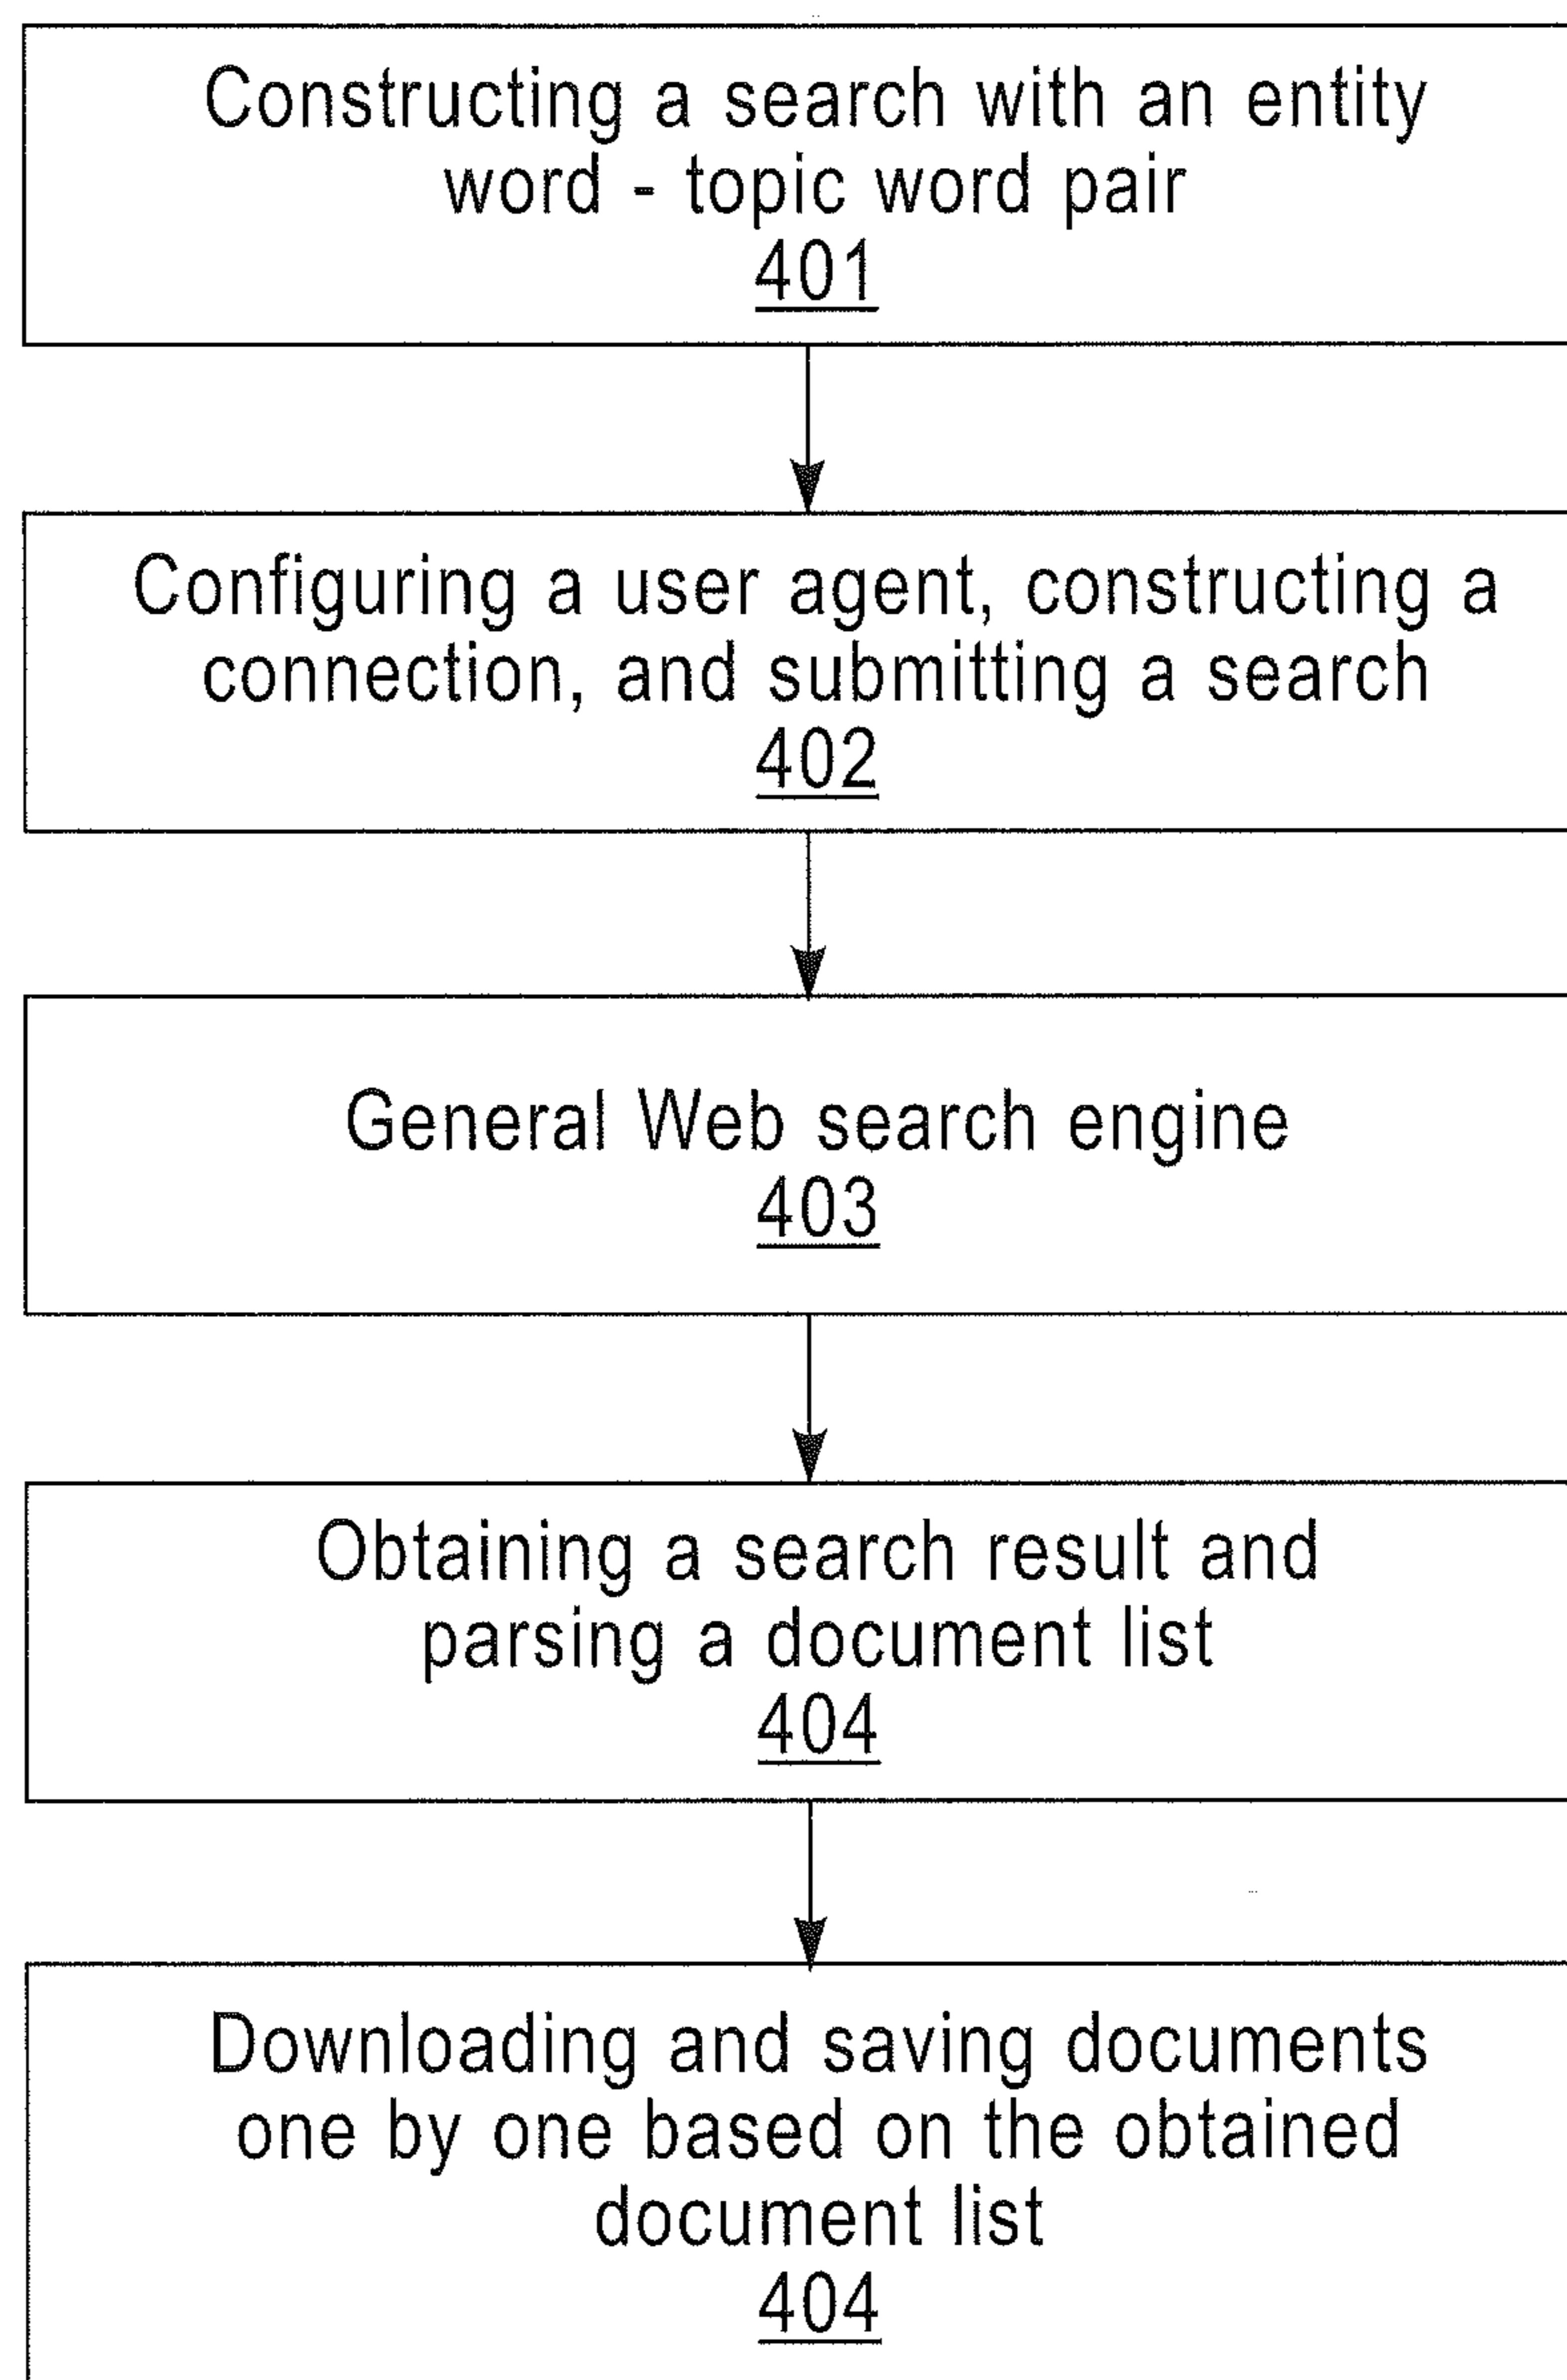 Constructing a search with an entity
word - topic word pair
401
Configuring a user agent, constructing a
connection, and submitting a search
402
General Web search engine
403
Obtaining a search result and
parsing a document list
404
Downloading and saving documents
one by one based on the obtained
document list
404